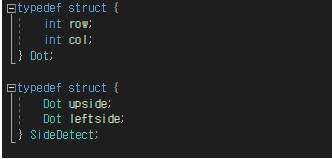 typedef struct {
int row;
int col;
} Dot;
typedef struct {
Dot upside;
Dot leftside;
} SideDetect;